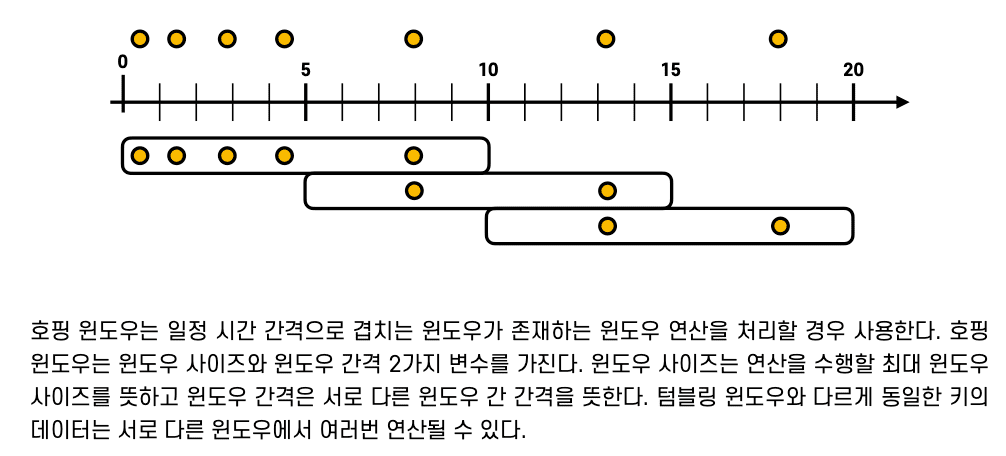 0 5 10 15 20
호핑 윈도우는 일정 시간 간격으로 겹치는 윈도우가 존재하는 윈도우 연산을 처리할 경우 사용한다. 호핑
윈도우는 윈도우 사이즈와 윈도우 간격 2가지 변수를 가진다. 윈도우 사이즈는 연산을 수행할 최대 윈도우
사이즈를 뜻하고 윈도우 간격은 서로 다른 윈도우 간 간격을 뜻한다. 텀블링 윈도우와 다르게 동일한 키의
데이터는 서로 다른 윈도우에서 여러번 연산될 수 있다.